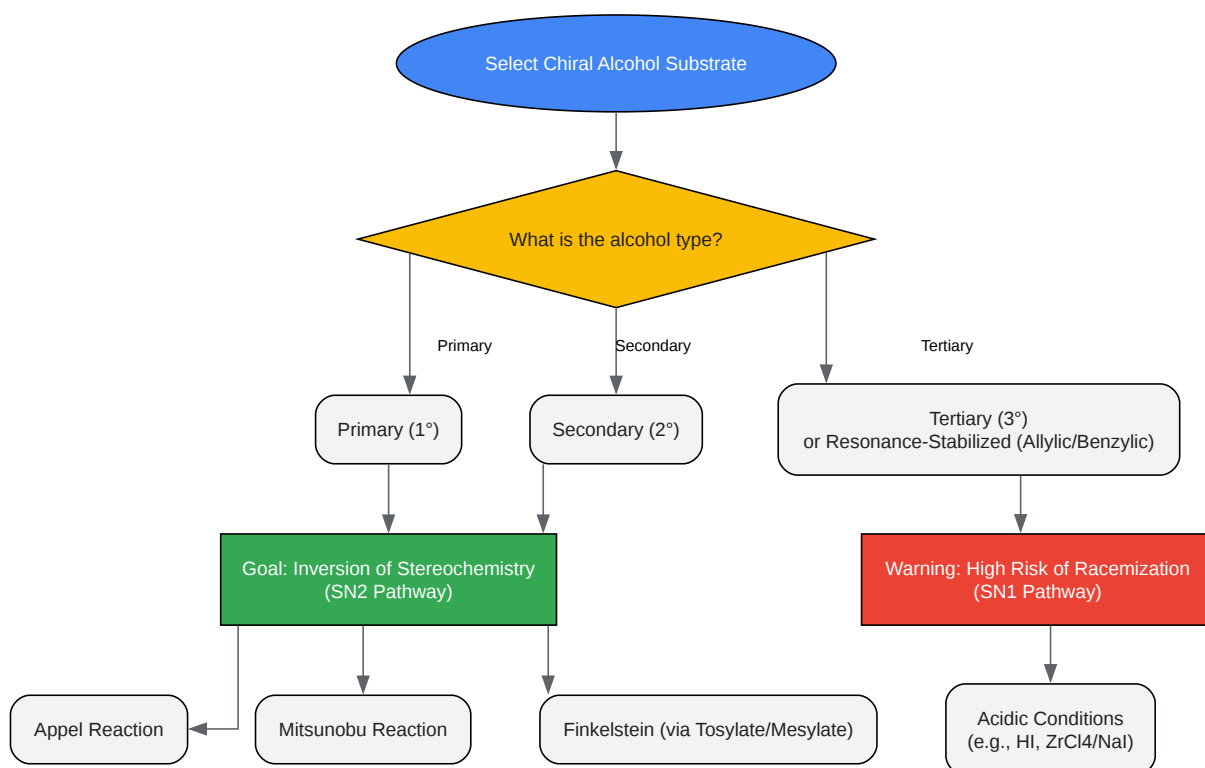 Select Chiral Alcohol Substrate
What is the alcohol type?
Primary
Secondary
Tertiary
Primary (1°)
Secondary (2°)
Tertiary (3°)
or Resonance-Stabilized (Allylic/Benzylic)
Goal: Inversion of Stereochemistry
(SN2 Pathway)
Warning: High Risk of Racemization
(SN1 Pathway)
Appel Reaction
Mitsunobu Reaction
Finkelstein (via Tosylate/Mesylate)
Acidic Conditions
(e.g., HI, ZrCl4/NaI)